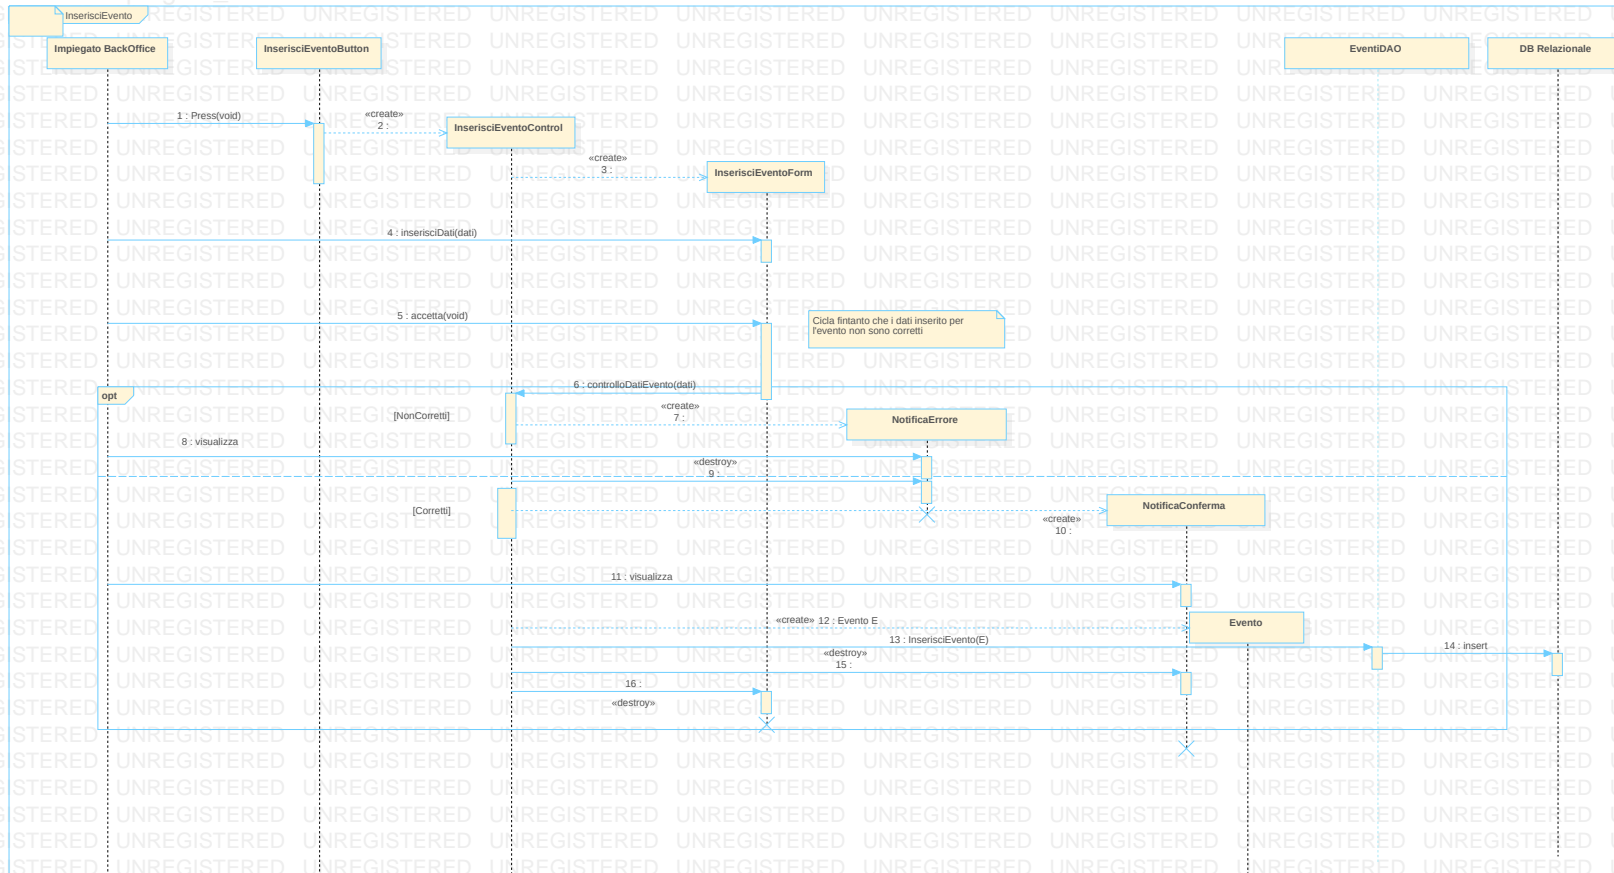 InserisciEvento
Impiegato BackOffice
InserisciEventoButton
EventiDAO
DB Relazionale
1 : Press(void)
«create»
2 :
InserisciEventoControl
«create»
3 :
InserisciEventoForm
4 : inserisciDati(dati)
5 : accetta(void)
Cicla fintanto che i dati inserito per
l'evento non sono corretti
opt
6 : controlloDatiEvento(dati)
[NonCorretti]
«create»
7 :
NotificaErrore
8 : visualizza
«destroy»
9 :
[Corretti]
NotificaConferma
«create»
10 :
11 : visualizza
«create» 12 : Evento E
Evento
13 : InserisciEvento(E)
14 : insert
«destroy»
15 :
16 :
«destroy»
UNREGISTERED